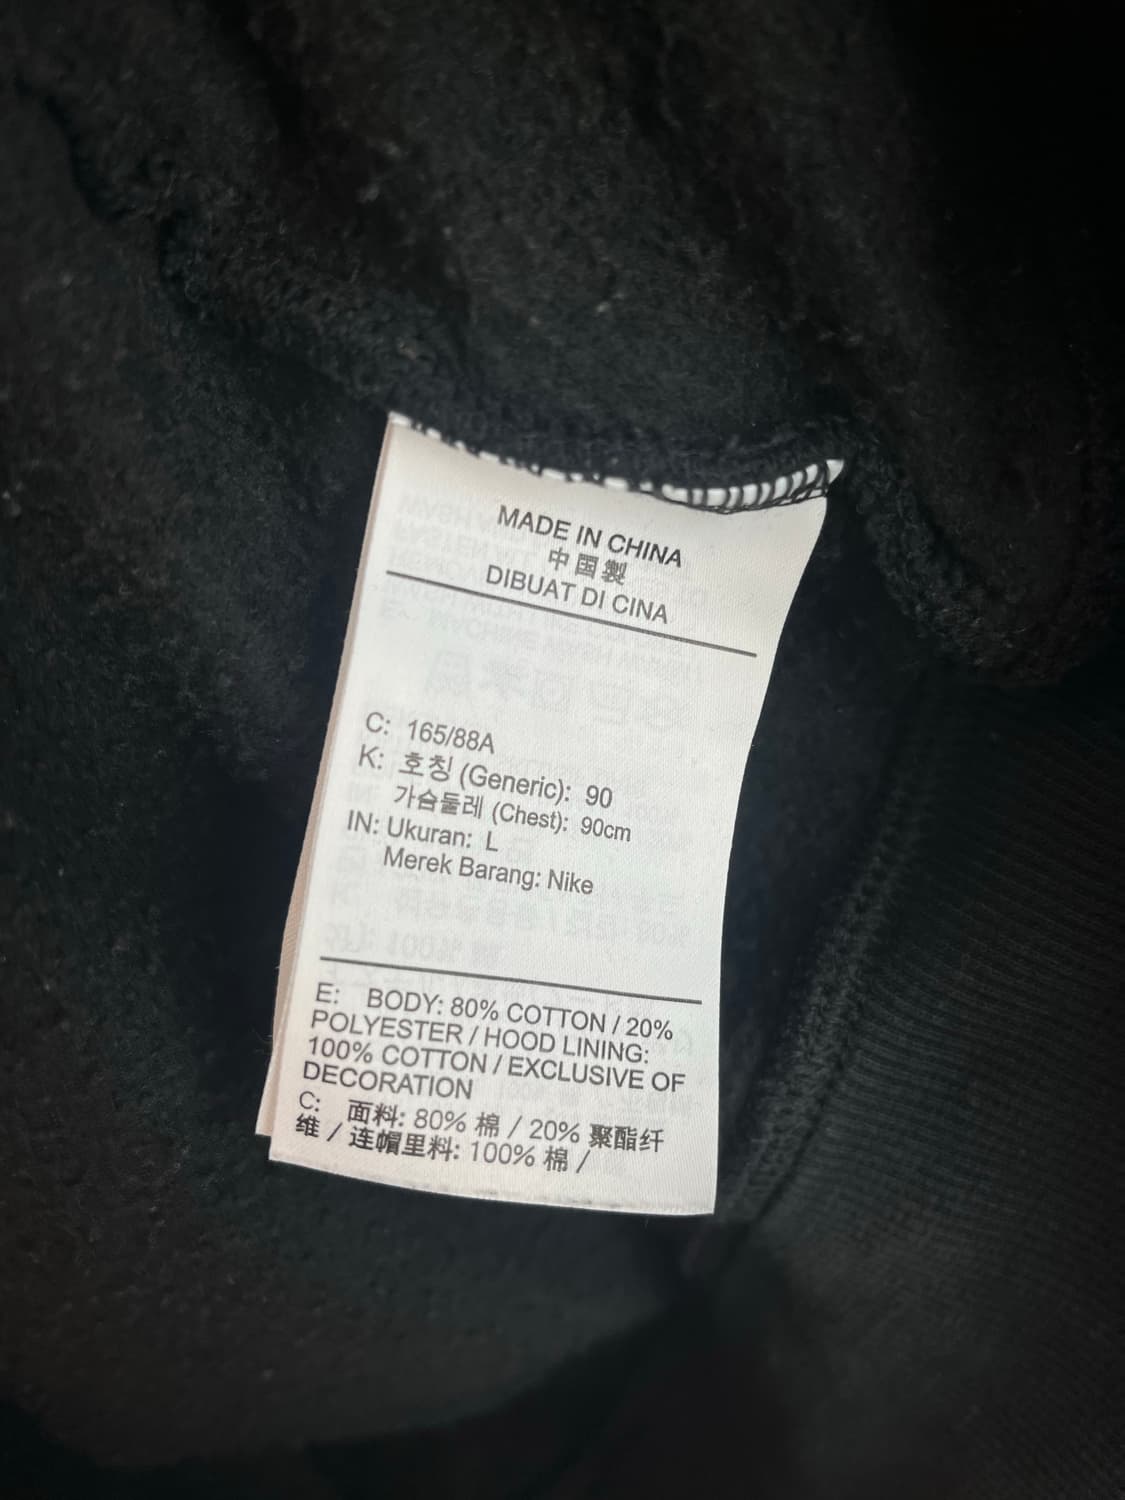 MADE IN CHINA
中国製
DIBUAT DI CINA
C: 165/88A
K: 호칭 (Generic): 90
가슴둘레 (Chest): 90cm
IN: Ukuran: L
Merek Barang: Nike
E: BODY: 80% COTTON / 20%
POLYESTER / HOOD LINING:
100% COTTON / EXCLUSIVE OF
DECORATION
C: 面料: 80% 棉 / 20% 聚酯纤
维 / 连帽里料: 100% 棉 /